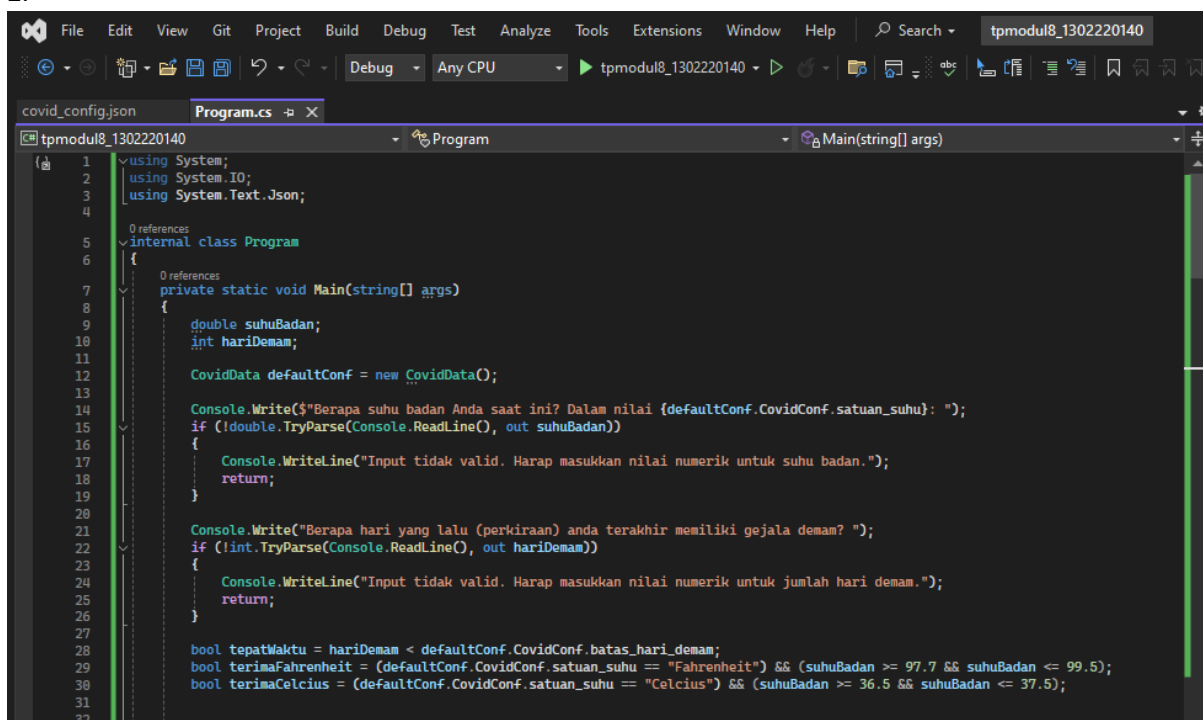 File Edit View Git Project Build Debug Test Analyze Tools Extensions Window Help Search tpmodul8_1302220140
Debug Any CPU tpmodul8_1302220140
covid_config.json Program.cs
C# tpmodul8_1302220140 Program Main(string[] args)
1 using System;
2 using System.IO;
3 using System.Text.Json;
4
0 references
5 internal class Program
6 {
0 references
7 private static void Main(string[] args)
8 {
9 double suhuBadan;
10 int hariDemam;
11
12 CovidData defaultConf = new CovidData();
13
14 Console.Write($"Berapa suhu badan Anda saat ini? Dalam nilai {defaultConf.CovidConf.satuan_suhu}: ");
15 if (!double.TryParse(Console.ReadLine(), out suhuBadan))
16 {
17 Console.WriteLine("Input tidak valid. Harap masukkan nilai numerik untuk suhu badan.");
18 return;
19 }
20
21 Console.Write("Berapa hari yang lalu (perkiraan) anda terakhir memiliki gejala demam? ");
22 if (!int.TryParse(Console.ReadLine(), out hariDemam))
23 {
24 Console.WriteLine("Input tidak valid. Harap masukkan nilai numerik untuk jumlah hari demam.");
25 return;
26 }
27
28 bool tepatWaktu = hariDemam < defaultConf.CovidConf.batas_hari_demam;
29 bool terimaFahrenheit = (defaultConf.CovidConf.satuan_suhu == "Fahrenheit") && (suhuBadan >= 97.7 && suhuBadan <= 99.5);
30 bool terimaCelcius = (defaultConf.CovidConf.satuan_suhu == "Celcius") && (suhuBadan >= 36.5 && suhuBadan <= 37.5);
31
32